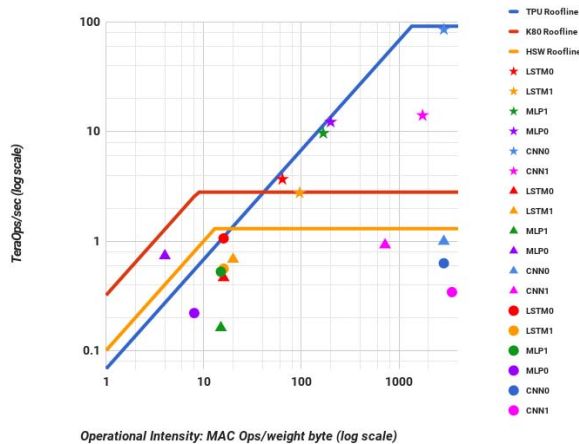 TeraOps/sec (log scale)
100
10
1
0.1
1
10
100
1000
Operational Intensity: MAC Ops/weight byte (log scale)
TPU Roofline
K80 Roofline
HSW Roofline
LSTM0
LSTM1
MLP1
MLP0
CNN0
CNN1
LSTM0
LSTM1
MLP1
MLP0
CNN0
CNN1
LSTM0
LSTM1
MLP1
MLP0
CNN0
CNN1